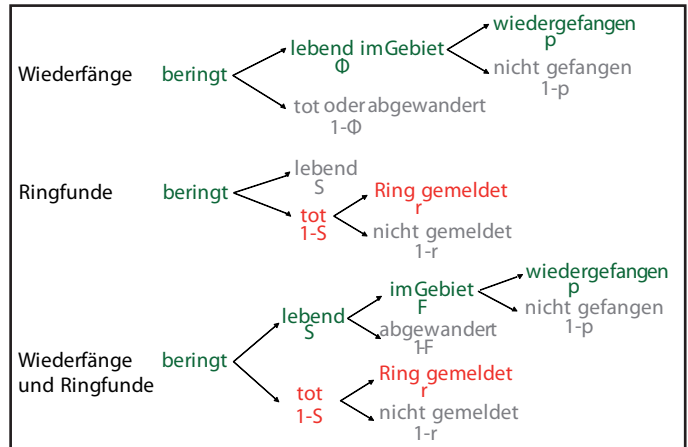 wiedergefangen
p
lebend im Gebiet
Φ
Wiederfänge
beringt
nicht gefangen
1-p
tot oder abgewandert
1-Φ
lebend
S
Ringfunde
beringt
Ring gemeldet
r
tot
1-S
nicht gemeldet
1-r
wiedergefangen
p
im Gebiet
F
lebend
S
nicht gefangen
1-p
abgewandert
1-F
Wiederfänge
und Ringfunde
beringt
Ring gemeldet
r
tot
1-S
nicht gemeldet
1-r